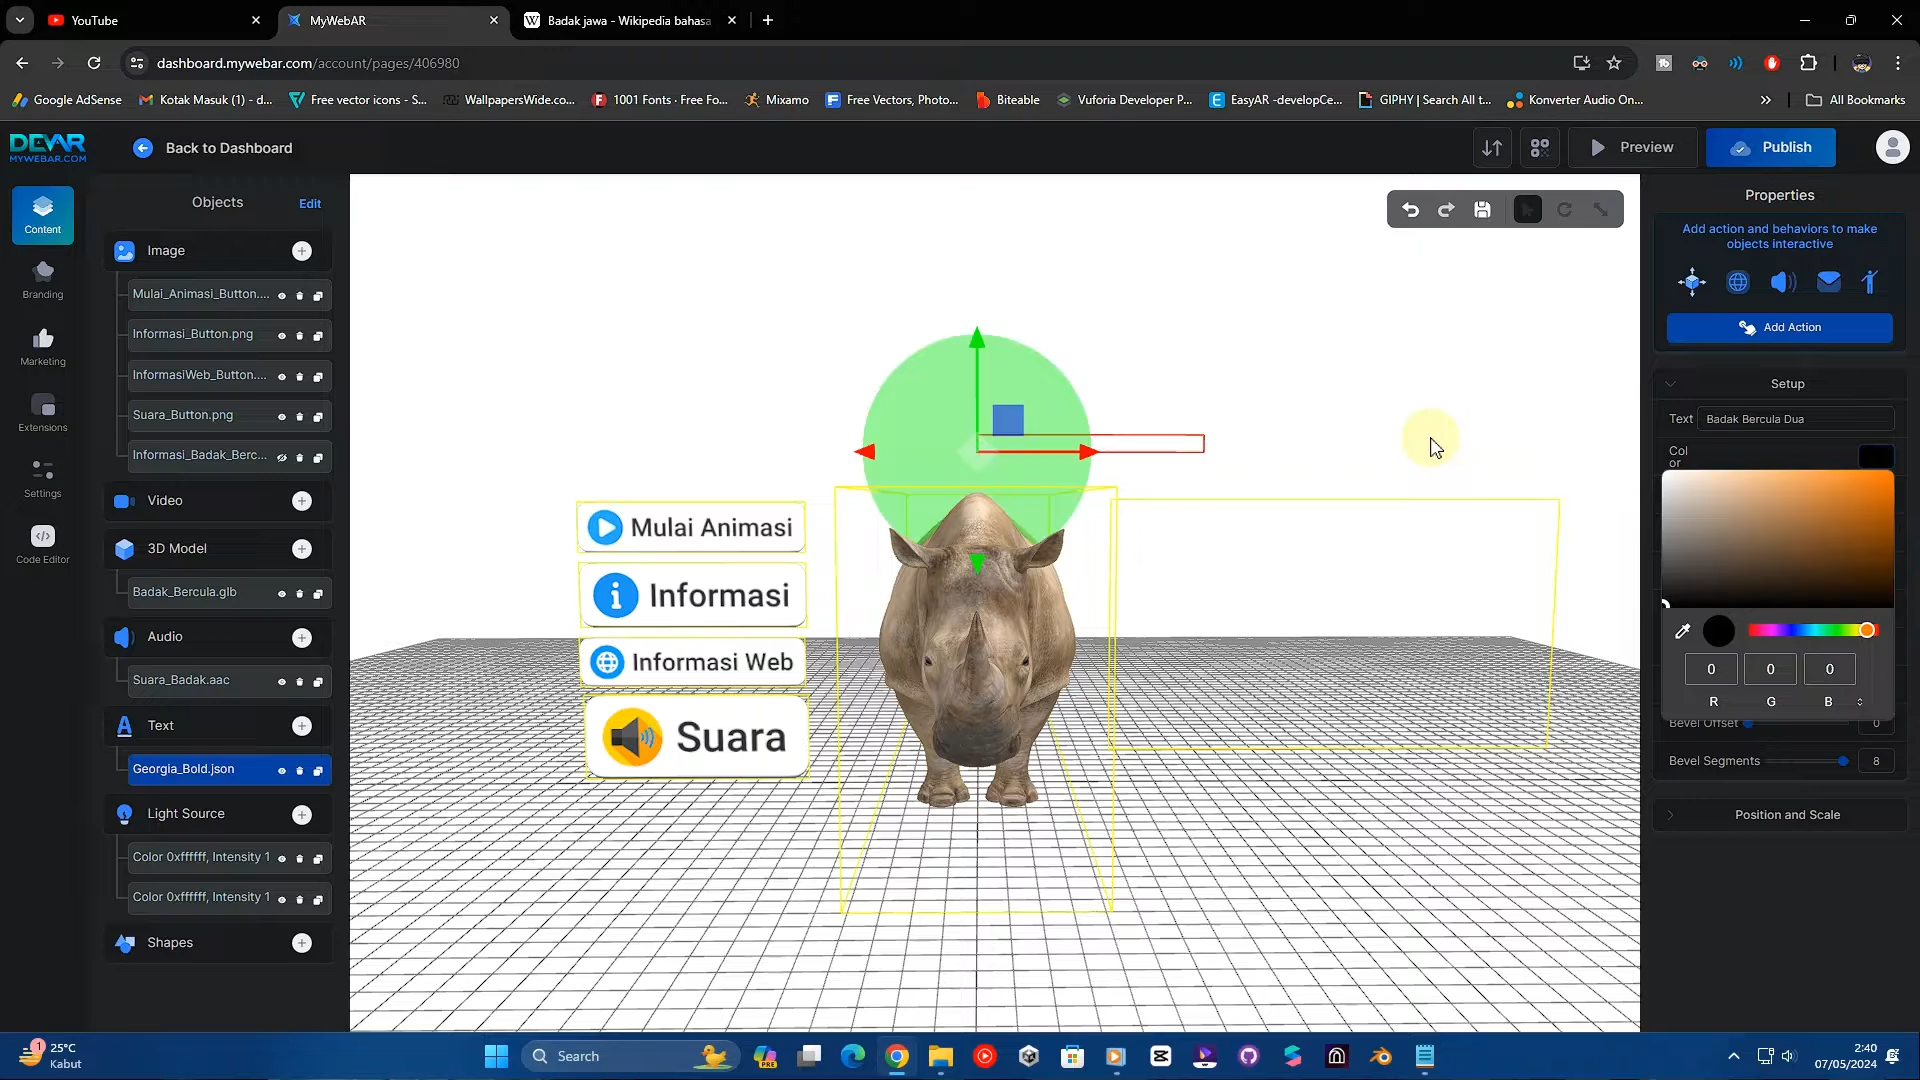 YouTube
MyWebAR
Badak jawa - Wikipedia bahasa
dashboard.mywebar.com/account/pages/406980
Google AdSense
Kotak Masuk (1) - d...
Free vector icons - S...
WallpapersWide.co...
1001 Fonts · Free Fo...
Mixamo
Free Vectors, Photo...
Biteable
Vuforia Developer P...
EasyAR -developCe...
GIPHY | Search All t...
Konverter Audio On...
All Bookmarks
DEVAR
MYWEBAR.COM
Back to Dashboard
Preview
Publish
Content
Branding
Marketing
Extensions
Settings
Code Editor
Objects
Edit
Image
Mulai_Animasi_Button....
Informasi_Button.png
InformasiWeb_Button....
Suara_Button.png
Informasi_Badak_Berc...
Video
3D Model
Badak_Bercula.glb
Audio
Suara_Badak.aac
Text
Georgia_Bold.json
Light Source
Color 0xffffff, Intensity 1
Color 0xffffff, Intensity 1
Shapes
Mulai Animasi
Informasi
Informasi Web
Suara
Properties
Add action and behaviors to make
objects interactive
Add Action
Setup
Text Badak Bercula Dua
Col
or
0 0 0
R G B
Bevel Offset 0
Bevel Segments 8
Position and Scale
1
25°C
Kabut
Search
PRE
2:40
07/05/2024